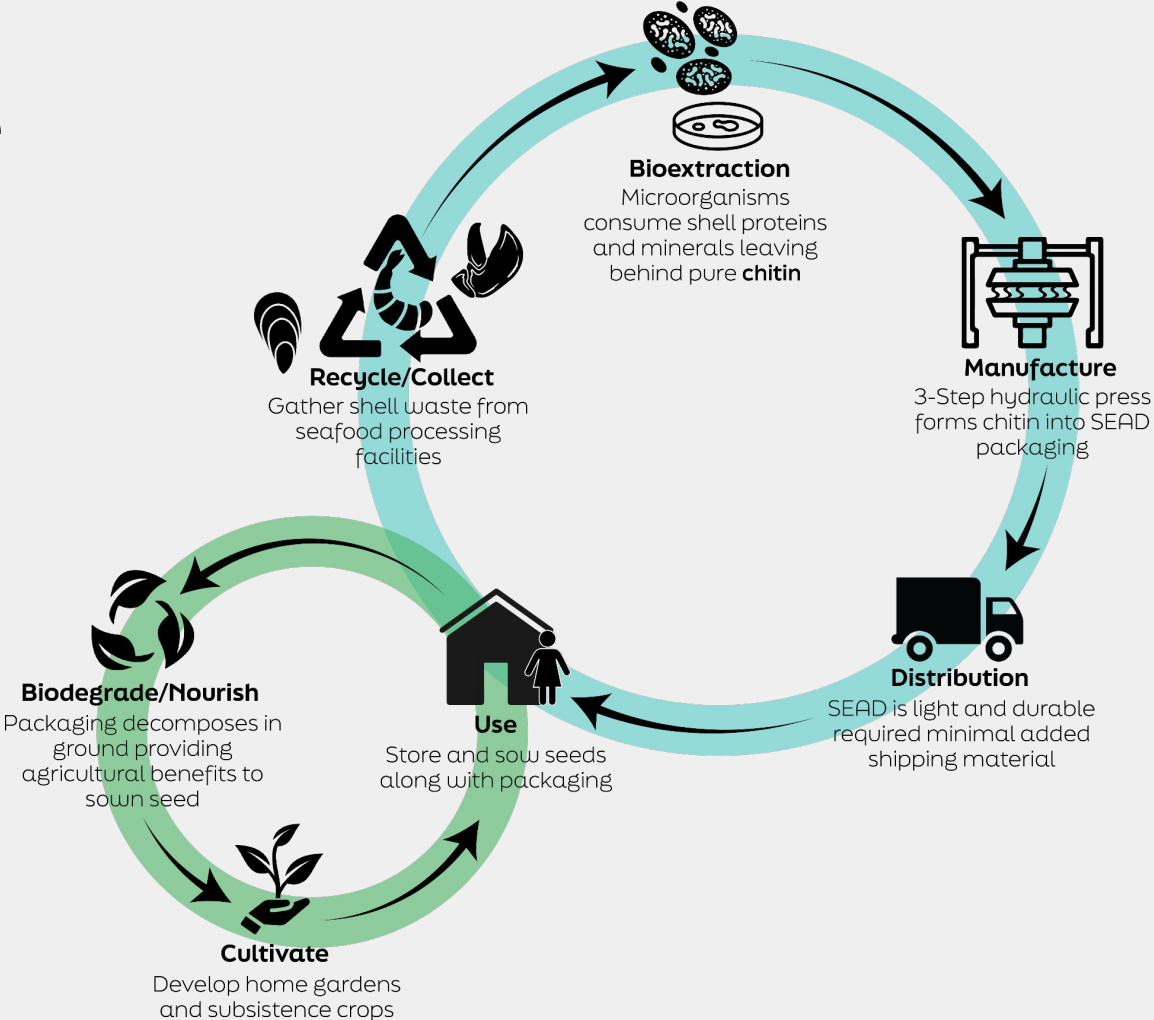 Bioextraction
Microorganisms
consume shell proteins
and minerals leaving
behind pure chitin
Manufacture
3-Step hydraulic press
forms chitin into SEAD
packaging
Recycle/Collect
Gather shell waste from
seafood processing
facilities
Distribution
SEAD is light and durable
required minimal added
shipping material
Use
Store and sow seeds
along with packaging
Biodegrade/Nourish
Packaging decomposes in
ground providing
agricultural benefits to
sown seed
Cultivate
Develop home gardens
and subsistence crops